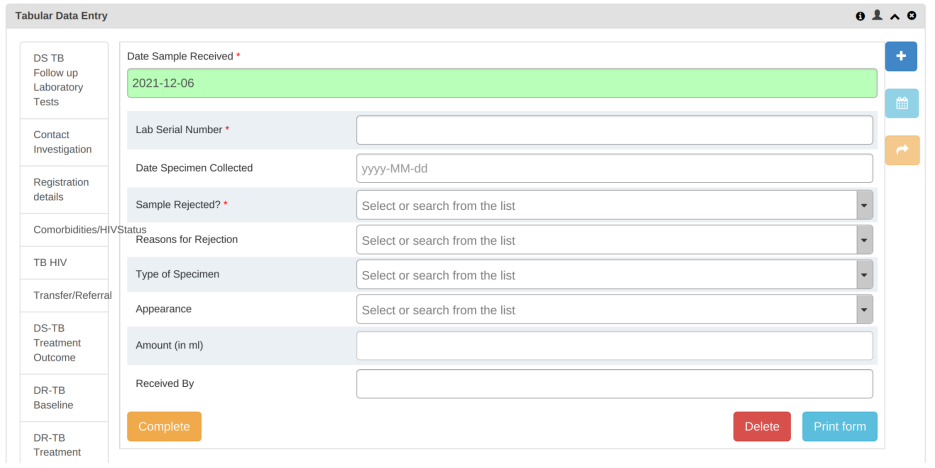 Tabular Data Entry
DS TB
Follow up
Laboratory
Tests
Contact
Investigation
Registration
details
Comorbidities/HIVStatus
TB HIV
Transfer/Referral
DS-TB
Treatment
Outcome
DR-TB
Baseline
DR-TB
Treatment
Date Sample Received *
2021-12-06
Lab Serial Number *
Date Specimen Collected
yyyy-MM-dd
Sample Rejected? *
Select or search from the list
Reasons for Rejection
Select or search from the list
Type of Specimen
Select or search from the list
Appearance
Select or search from the list
Amount (in ml)
Received By
Complete
Delete
Print form